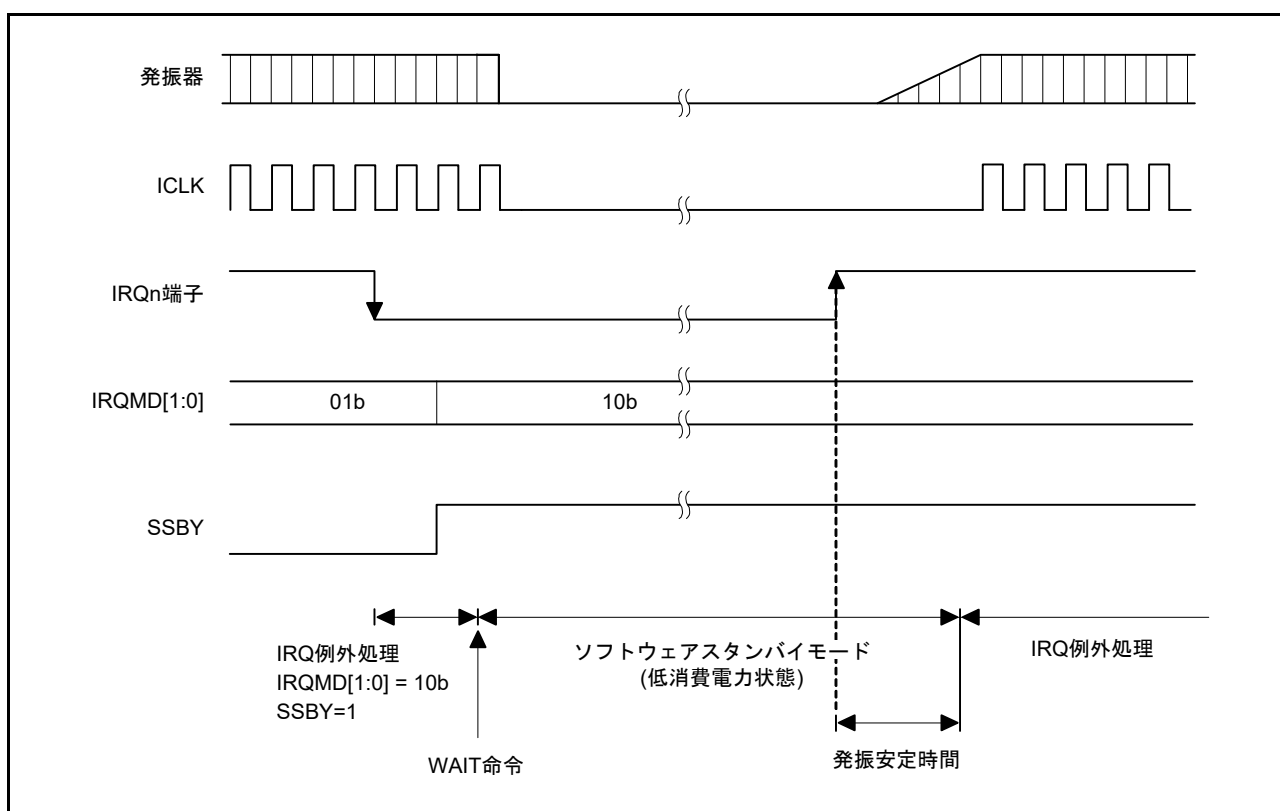 発振器
ICLK
IRQn端子
IRQMD[1:0]
01b
10b
SSBY
IRQ例外処理
IRQMD[1:0] = 10b
SSBY=1
WAIT命令
ソフトウェアスタンバイモード
(低消費電力状態)
発振安定時間
IRQ例外処理